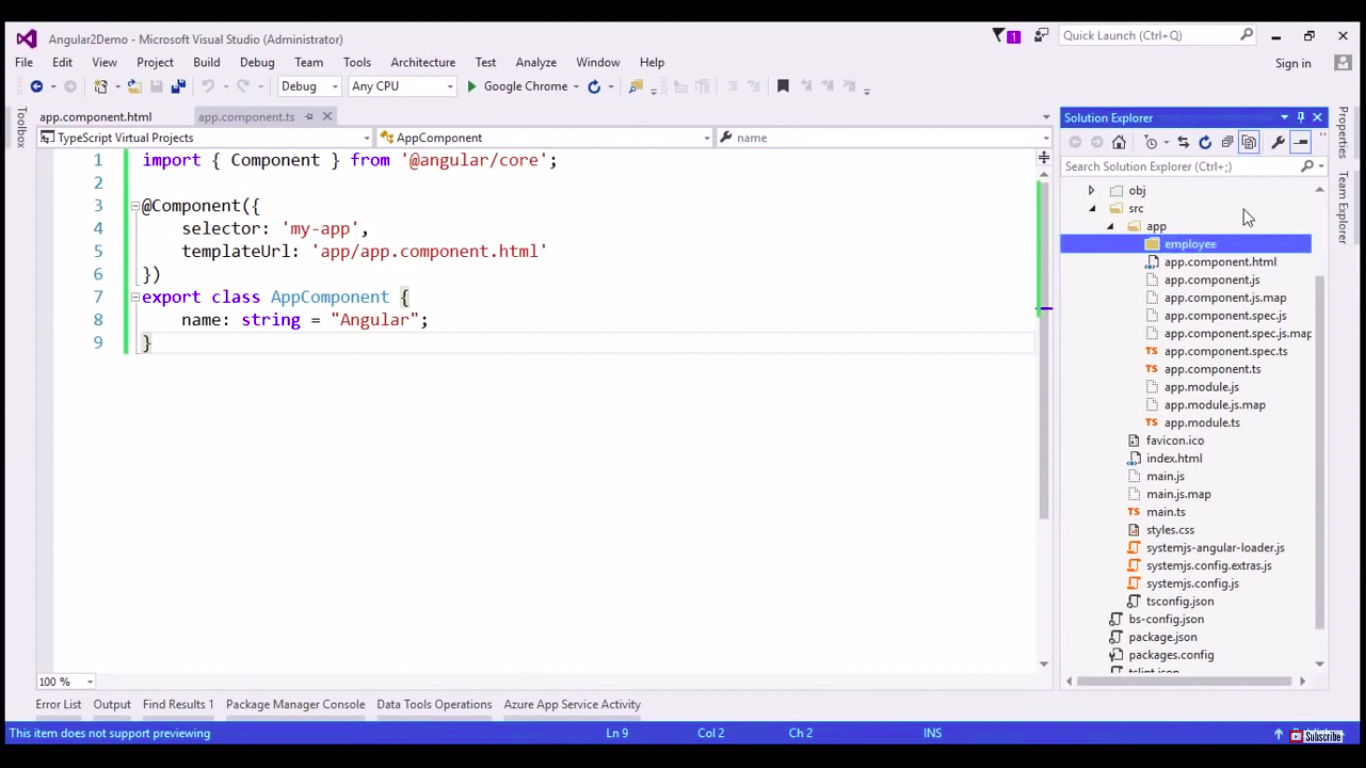 Angular2Demo - Microsoft Visual Studio (Administrator)
1
Quick Launch (Ctrl+Q)
File Edit View Project Build Debug Team Tools Architecture Test Analyze Window Help
Sign in
Debug Any CPU Google Chrome
Toolbox
app.component.html app.component.ts
TypeScript Virtual Projects AppComponent name
1 import { Component } from '@angular/core';
2
3 @Component({
4 selector: 'my-app',
5 templateUrl: 'app/app.component.html'
6 })
7 export class AppComponent {
8 name: string = "Angular";
9 }
100 %
Solution Explorer
Search Solution Explorer (Ctrl+;)
obj
src
app
employee
app.component.html
app.component.js
app.component.js.map
app.component.spec.js
app.component.spec.js.map
app.component.spec.ts
app.component.ts
app.module.js
app.module.js.map
app.module.ts
favicon.ico
index.html
main.js
main.js.map
main.ts
styles.css
systemjs-angular-loader.js
systemjs.config.extras.js
systemjs.config.js
tsconfig.json
bs-config.json
package.json
packages.config
tslint.json
Properties
Team Explorer
Error List Output Find Results 1 Package Manager Console Data Tools Operations Azure App Service Activity
This item does not support previewing Ln 9 Col 2 Ch 2 INS
Subscribe